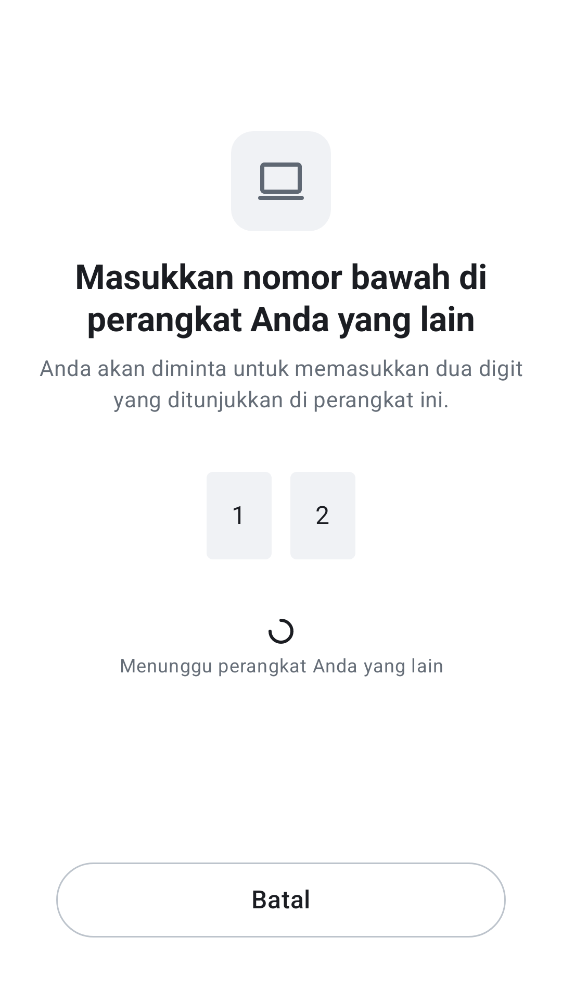 Masukkan nomor bawah di
perangkat Anda yang lain
Anda akan diminta untuk memasukkan dua digit
yang ditunjukkan di perangkat ini.
1 2
Menunggu perangkat Anda yang lain
Batal